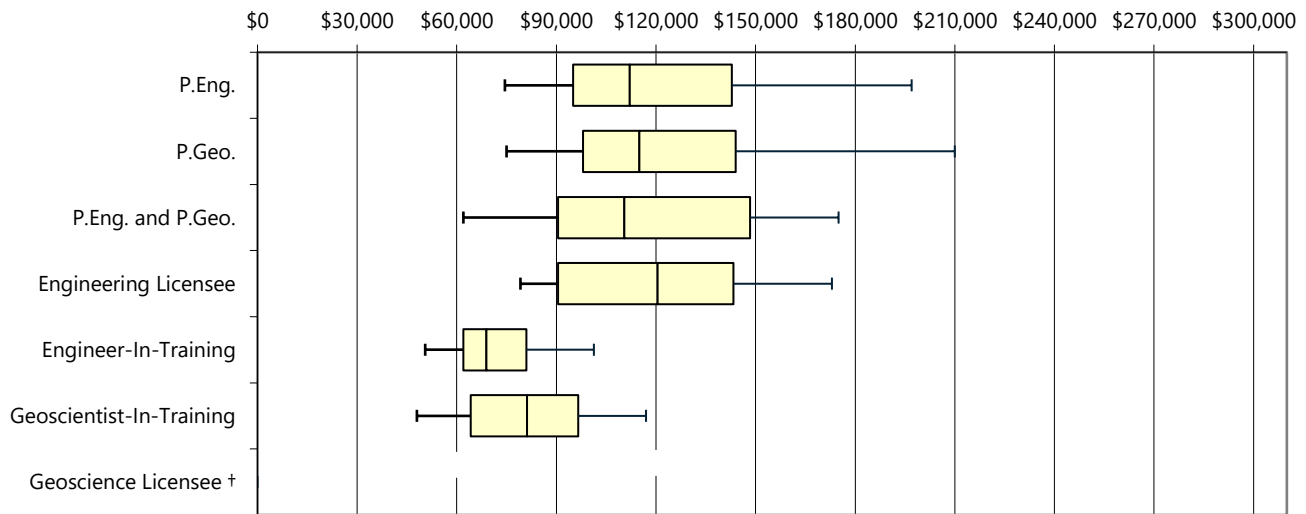 $0 $30,000 $60,000 $90,000 $120,000 $150,000 $180,000 $210,000 $240,000 $270,000 $300,000
P.Eng.
P.Geo.
P.Eng. and P.Geo.
Engineering Licensee
Engineer-In-Training
Geoscientist-In-Training
Geoscience Licensee †